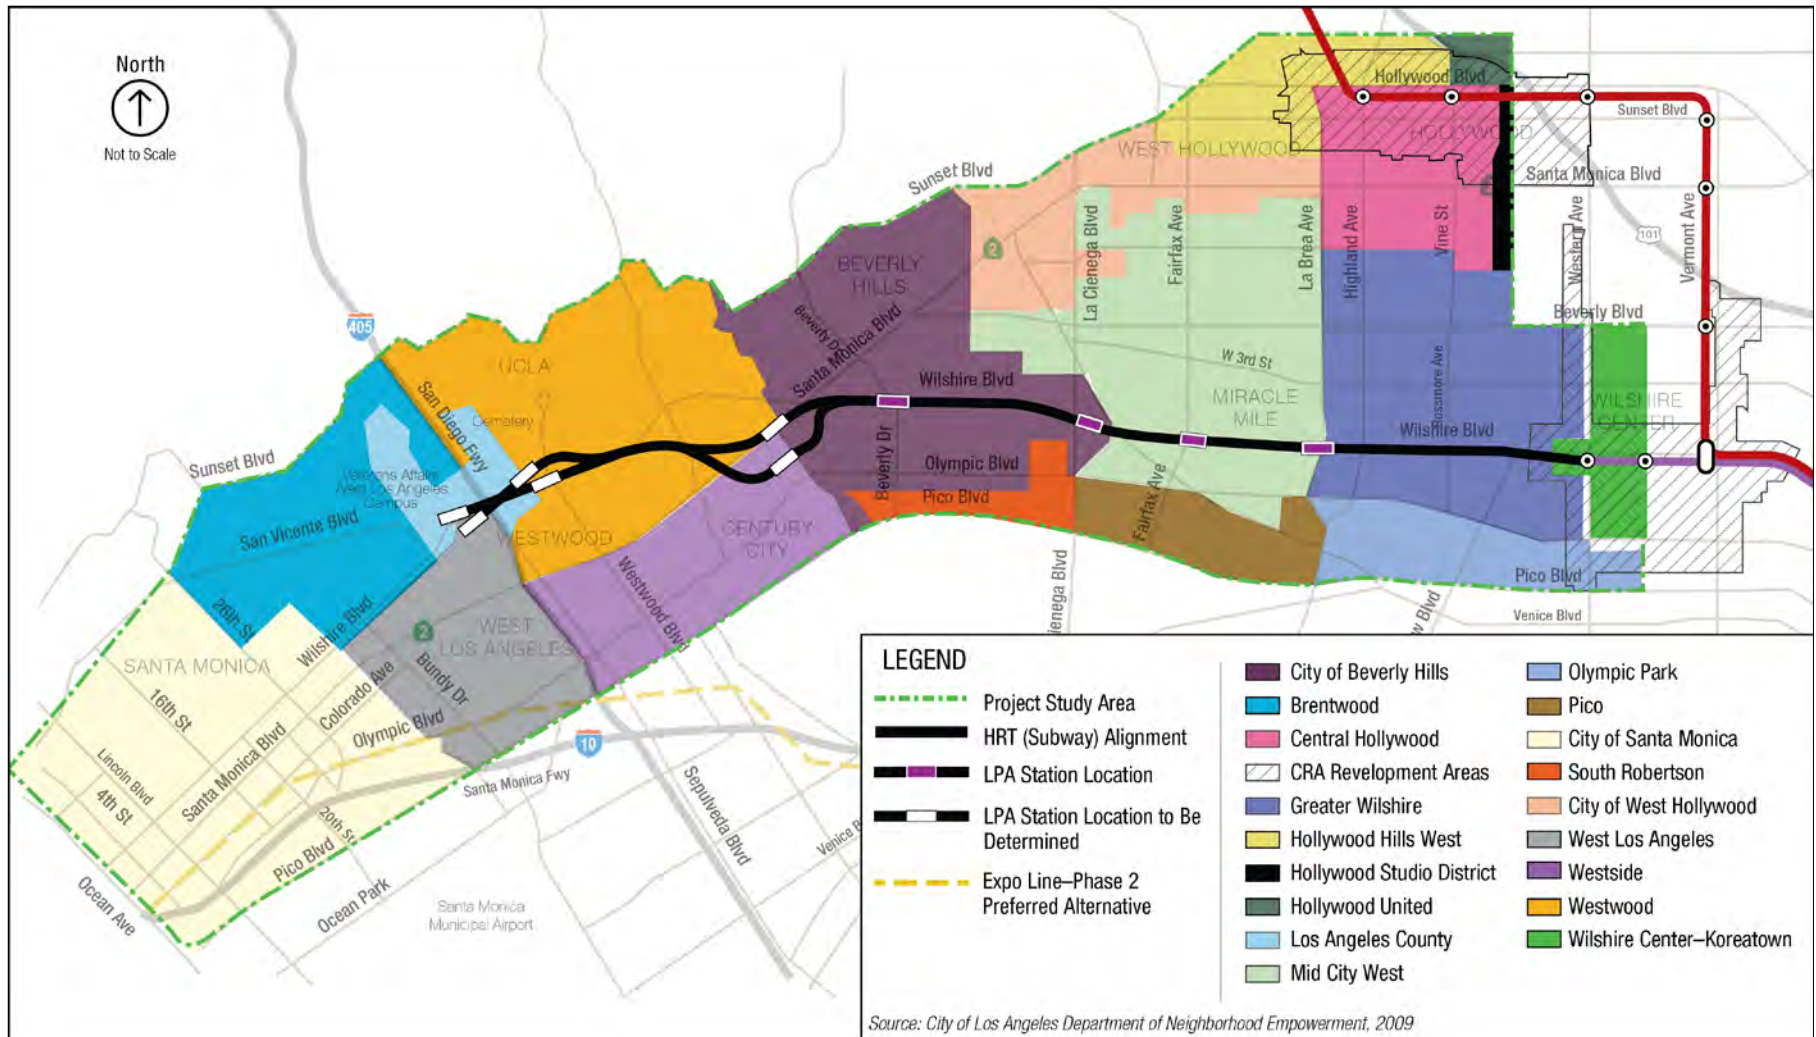 North
Not to Scale
Hollywood Blvd
Sunset Blvd
HOLLYWOOD
WEST HOLLYWOOD
Sunset Blvd
Santa Monica Blvd
2
La Cienega Blvd
Fairfax Ave
La Brea Ave
Highland Ave
Vine St
Western Ave
101
Vermont Ave
BEVERLY
HILLS
Beverly Dr
Santa Monica Blvd
Beverly Blvd
405
UCLA
W 3rd St
Wilshire Blvd
MIRACLE
MILE
Rossmore Ave
WILSHIRE
CENTER
San Diego Fwy
Cemetery
Wilshire Blvd
Sunset Blvd
Veterans Affairs
West Los Angeles
Campus
Beverly Dr
Olympic Blvd
Pico Blvd
Fairfax Ave
San Vicente Blvd
WESTWOOD
CENTURY
CITY
Westwood Blvd
Pico Blvd
Venice Blvd
ienega Blvd
w Blvd
26th St
Wilshire Blvd
2
WEST
LOS ANGELES
SANTA MONICA
16th St
Colorado Ave
Bundy Dr
Olympic Blvd
10
Santa Monica Blvd
Lincoln Blvd
4th St
20th St
Santa Monica Fwy
Sepulveda Blvd
Venice B
Pico Blvd
Ocean Ave
Ocean Park
Santa Monica
Municipal Airport
LEGEND
Project Study Area
HRT (Subway) Alignment
LPA Station Location
LPA Station Location to Be
Determined
Expo Line–Phase 2
Preferred Alternative
City of Beverly Hills
Brentwood
Central Hollywood
CRA Revelopment Areas
Greater Wilshire
Hollywood Hills West
Hollywood Studio District
Hollywood United
Los Angeles County
Mid City West
Olympic Park
Pico
City of Santa Monica
South Robertson
City of West Hollywood
West Los Angeles
Westside
Westwood
Wilshire Center–Koreatown
Source: City of Los Angeles Department of Neighborhood Empowerment, 2009